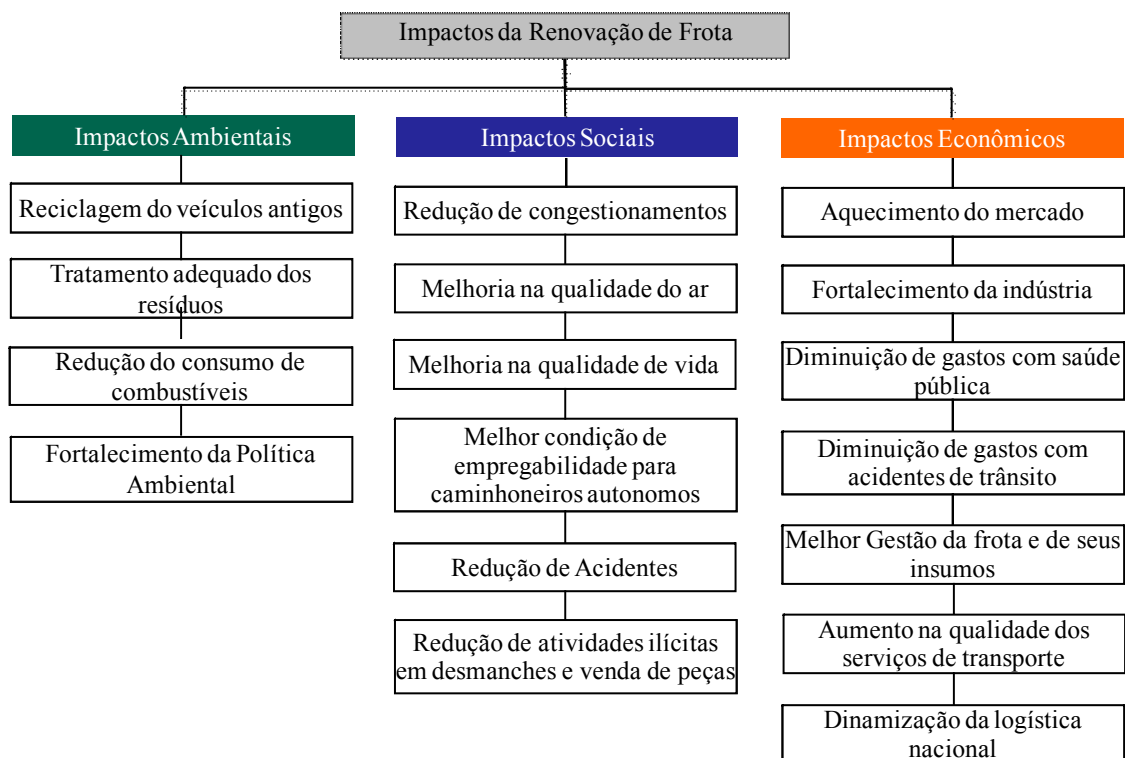 Impactos da Renovação de Frota
Impactos Ambientais
Reciclagem do veículos antigos
Tratamento adequado dos
resíduos
Redução do consumo de
combustíveis
Fortalecimento da Política
Ambiental
Impactos Sociais
Redução de congestionamentos
Melhoria na qualidade do ar
Melhoria na qualidade de vida
Melhor condição de
empregabilidade para
caminhoneiros autonomos
Redução de Acidentes
Redução de atividades ilícitas
em desmanches e venda de peças
Impactos Econômicos
Aquecimento do mercado
Fortalecimento da indústria
Diminuição de gastos com saúde
pública
Diminuição de gastos com
acidentes de trânsito
Melhor Gestão da frota e de seus
insumos
Aumento na qualidade dos
serviços de transporte
Dinamização da logística
nacional